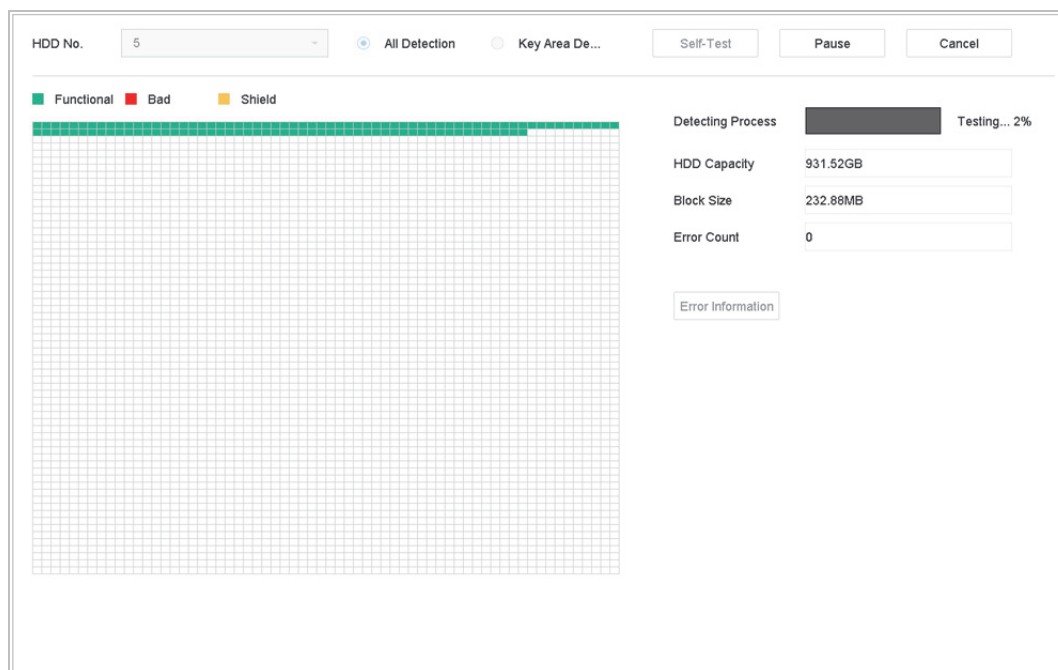 HDD No. 5 All Detection Key Area De... Self-Test Pause Cancel
Functional Bad Shield
Detecting Process Testing... 2%
HDD Capacity 931.52GB
Block Size 232.88MB
Error Count 0
Error Information